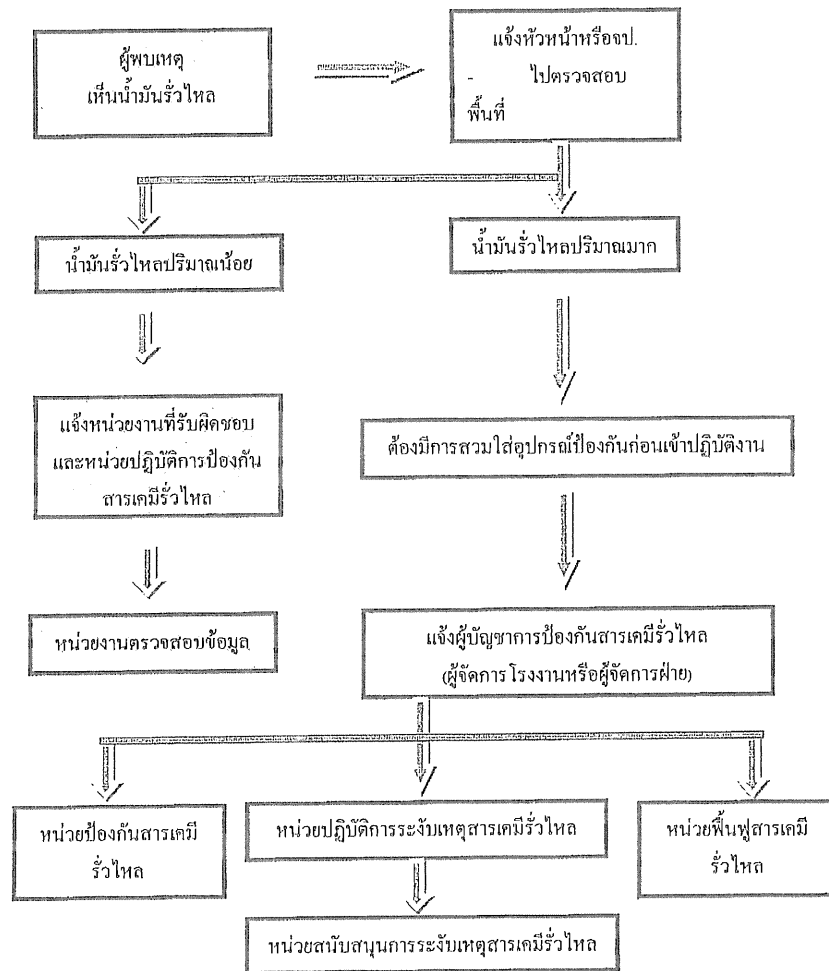 ผู้พบเหตุ
เห็นน้ำมันรั่วไหล
แจ้งหัวหน้าหรือจป.
- ไปตรวจสอบ
พื้นที่
น้ำมันรั่วไหลปริมาณน้อย
น้ำมันรั่วไหลปริมาณมาก
แจ้งหน่วยงานที่รับผิดชอบ
และหน่วยปฎิบัติการป้องกัน
สารเคมีรั่วไหล
ต้องมีการสวมใส่อุปกรณ์ป้องกันก่อนเข้าปฏิบัติงาน
หน่วยงานตรวจสอบข้อมูล
แจ้งผู้บัญชาการป้องกันสารเคมีรั่วไหล
(ผู้จัดการโรงงานหรือผู้จัดการฝ่าย)
หน่วยป้องกันสารเคมี
รั่วไหล
หน่วยปฏิบัติการระงับเหตุสารเคมีรั่วไหล
หน่วยฟื้นฟูสารเคมี
รั่วไหล
หน่วยสนับสนุนการระงับเหตุสารเคมีรั่วไหล